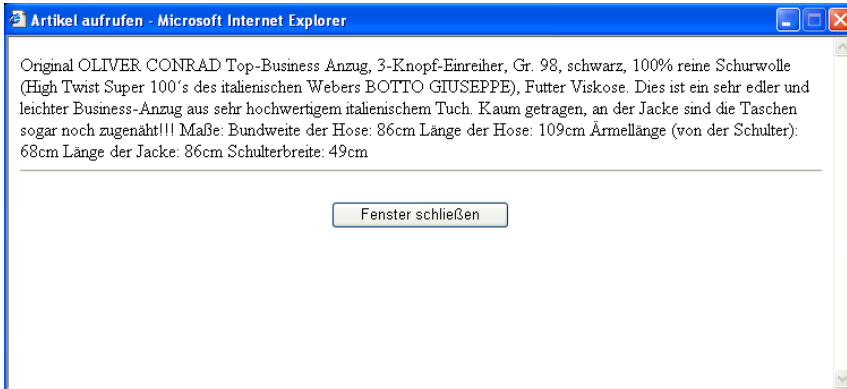 Artikel aufrufen - Microsoft Internet Explorer
Original OLIVER CONRAD Top-Business Anzug, 3-Knopf-Einreiher, Gr. 98, schwarz, 100% reine Schurwolle
(High Twist Super 100´s des italienischen Webers BOTTO GIUSEPPE), Futter Viskose. Dies ist ein sehr edler und
leichter Business-Anzug aus sehr hochwertigem italienischem Tuch. Kaum getragen, an der Jacke sind die Taschen
sogar noch zugenäht!!! Maße: Bundweite der Hose: 86cm Länge der Hose: 109cm Ärmellänge (von der Schulter):
68cm Länge der Jacke: 86cm Schulterbreite: 49cm
Fenster schließen